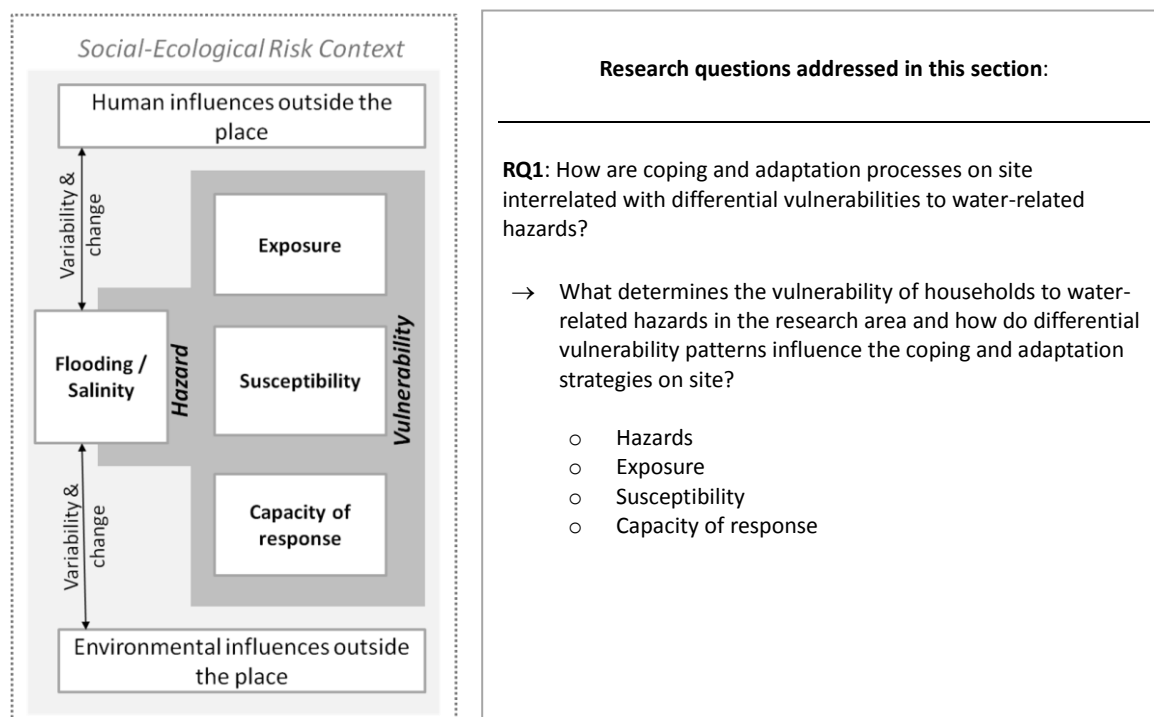 Social-Ecological Risk Context
Human influences outside the
place
Variability &
change
Exposure
Flooding /
Salinity
Hazard
Susceptibility
Vulnerability
Capacity of
response
Variability &
change
Environmental influences outside
the place
Research questions addressed in this section:
RQ1: How are coping and adaptation processes on site
interrelated with differential vulnerabilities to water-related
hazards?
→ What determines the vulnerability of households to water-
related hazards in the research area and how do differential
vulnerability patterns influence the coping and adaptation
strategies on site?
o Hazards
o Exposure
o Susceptibility
o Capacity of response